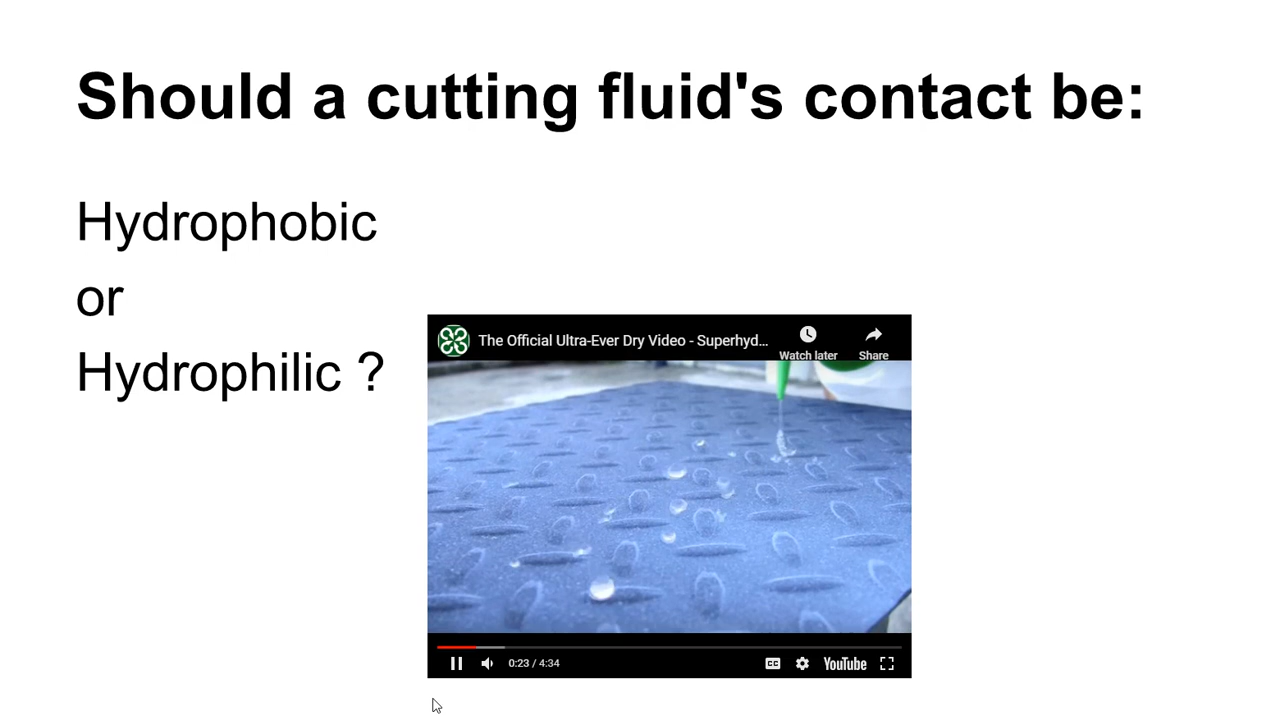 Should a cutting fluid's contact be:
Hydrophobic
or
Hydrophilic ?
The Official Ultra-Ever Dry Video - Superhyd...
Watch later
Share
0:23 / 4:34
CC
YouTube